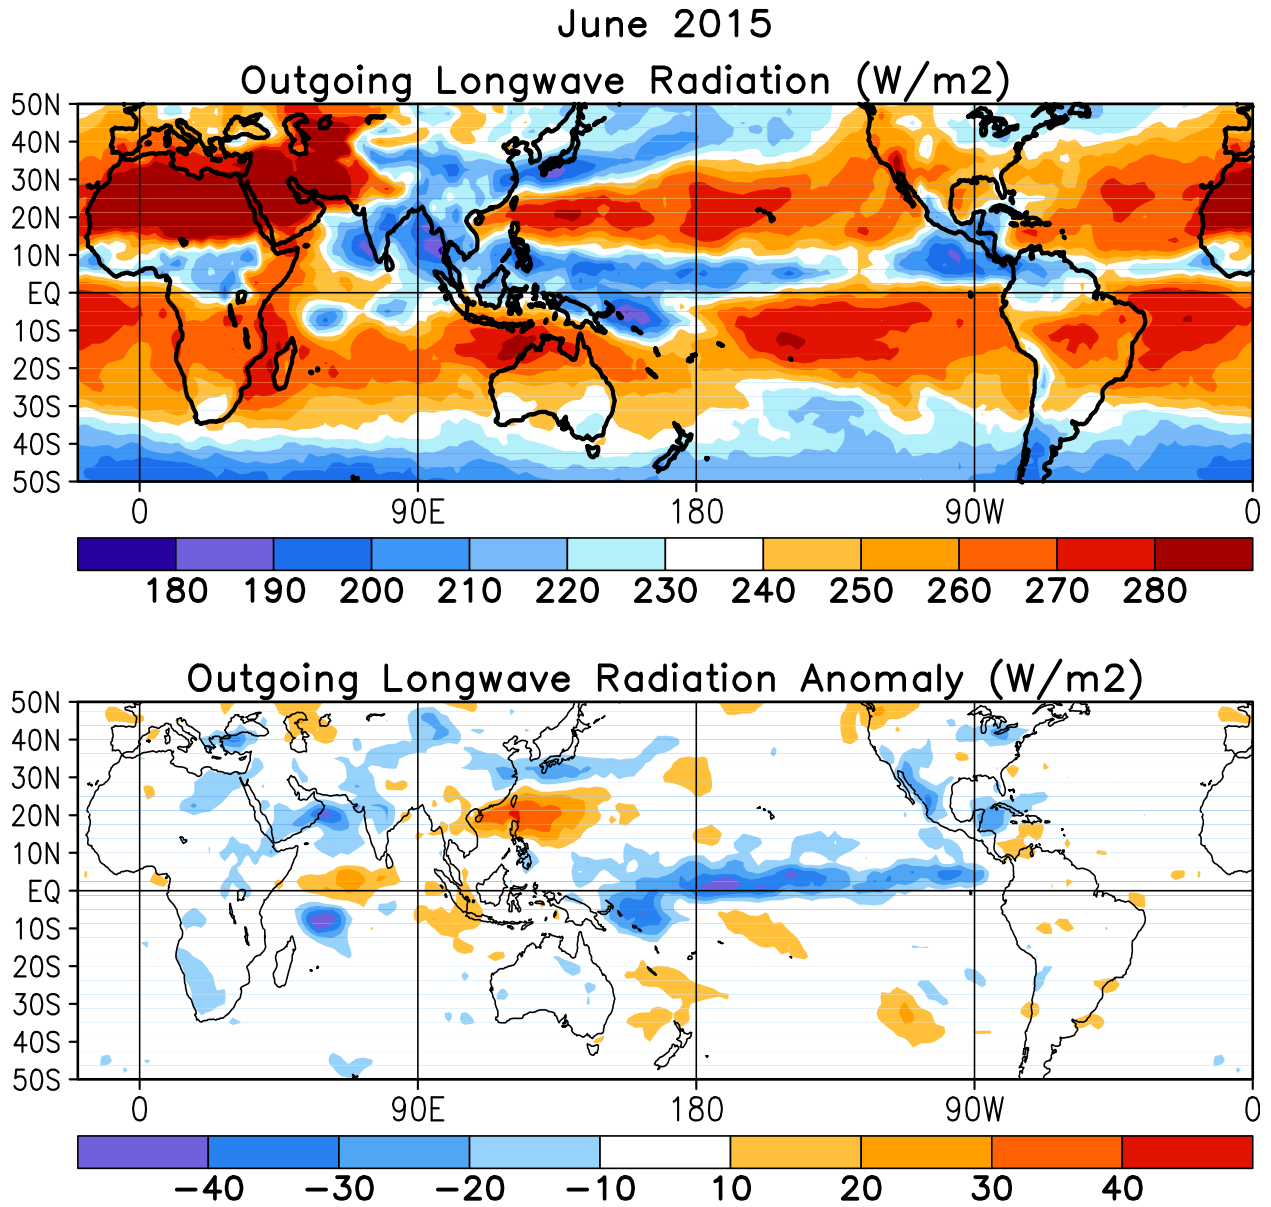 June 2015
Outgoing Longwave Radiation (W/m2)
50N
40N
30N
20N
10N
EQ
10S
20S
30S
40S
50S
0 90E 180 90W 0
180 190 200 210 220 230 240 250 260 270 280
Outgoing Longwave Radiation Anomaly (W/m2)
50N
40N
30N
20N
10N
EQ
10S
20S
30S
40S
50S
0 90E 180 90W 0
−40 −30 −20 −10 10 20 30 40